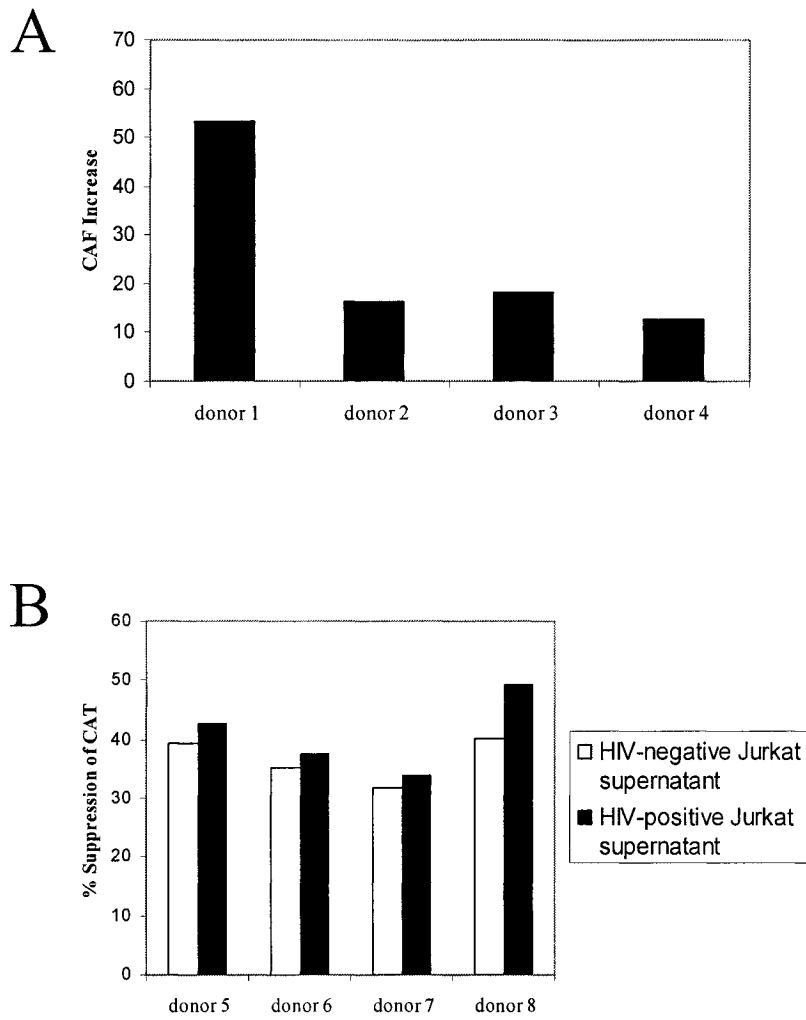 A
CAF Increase
70
60
50
40
30
20
10
0
donor 1 donor 2 donor 3 donor 4
B
% Suppression of CAT
60
50
40
30
20
10
0
donor 5 donor 6 donor 7 donor 8
HIV-negative Jurkat
supernatant
HIV-positive Jurkat
supernatant